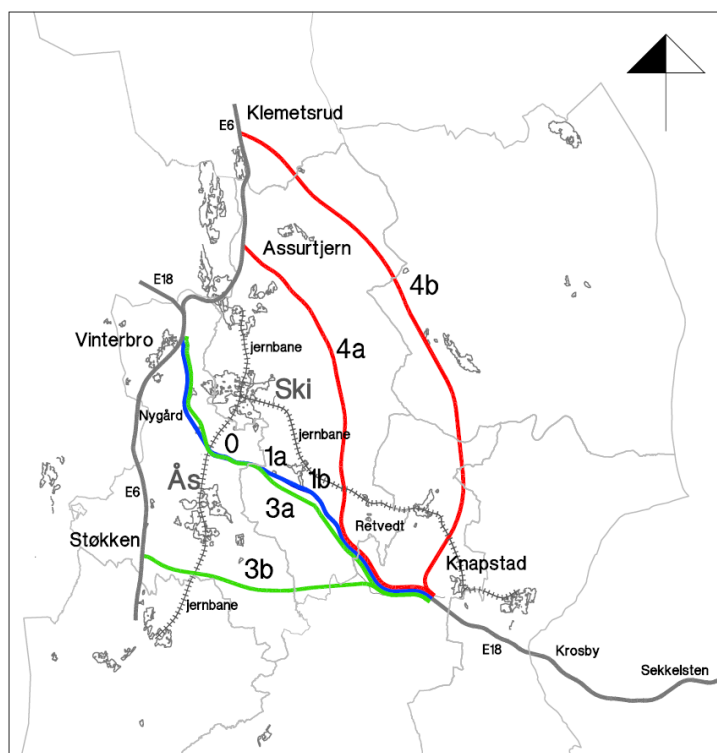 Klemetsrud
E6
Assurtjern
E18
4b
Vinterbro
jernbane
4a
Ski
Nygård
jernbane
0
1a
1b
Ås
E6
3a
Retvedt
Støkken
3b
Knapstad
jernbane
E18
Krosby
Sekkelsten